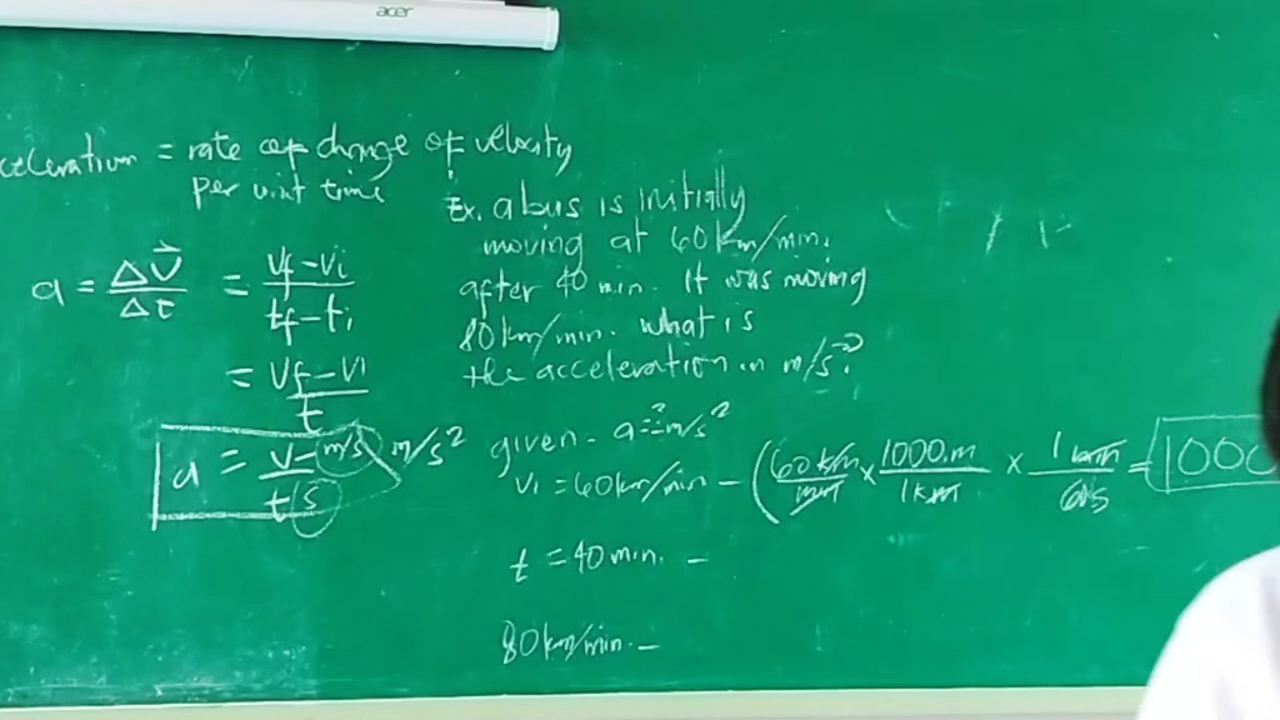 acer
celeration = rate of change of velocity
per unit time
a = ΔV⃗/Δt = vf - vi/tf - ti
= vf - vi/t
a = v - m/s/t(s) m/s²
Ex. a bus is initially
moving at 60 km/min.
after 40 min. It was moving
80 km/min. what is
the acceleration in m/s²?
given - a = ? m/s²
vi = 60 km/min - (60 km/min × 1000 m/1 km × 1 min/60 s = 1000
t = 40 min. -
80 km/min. -